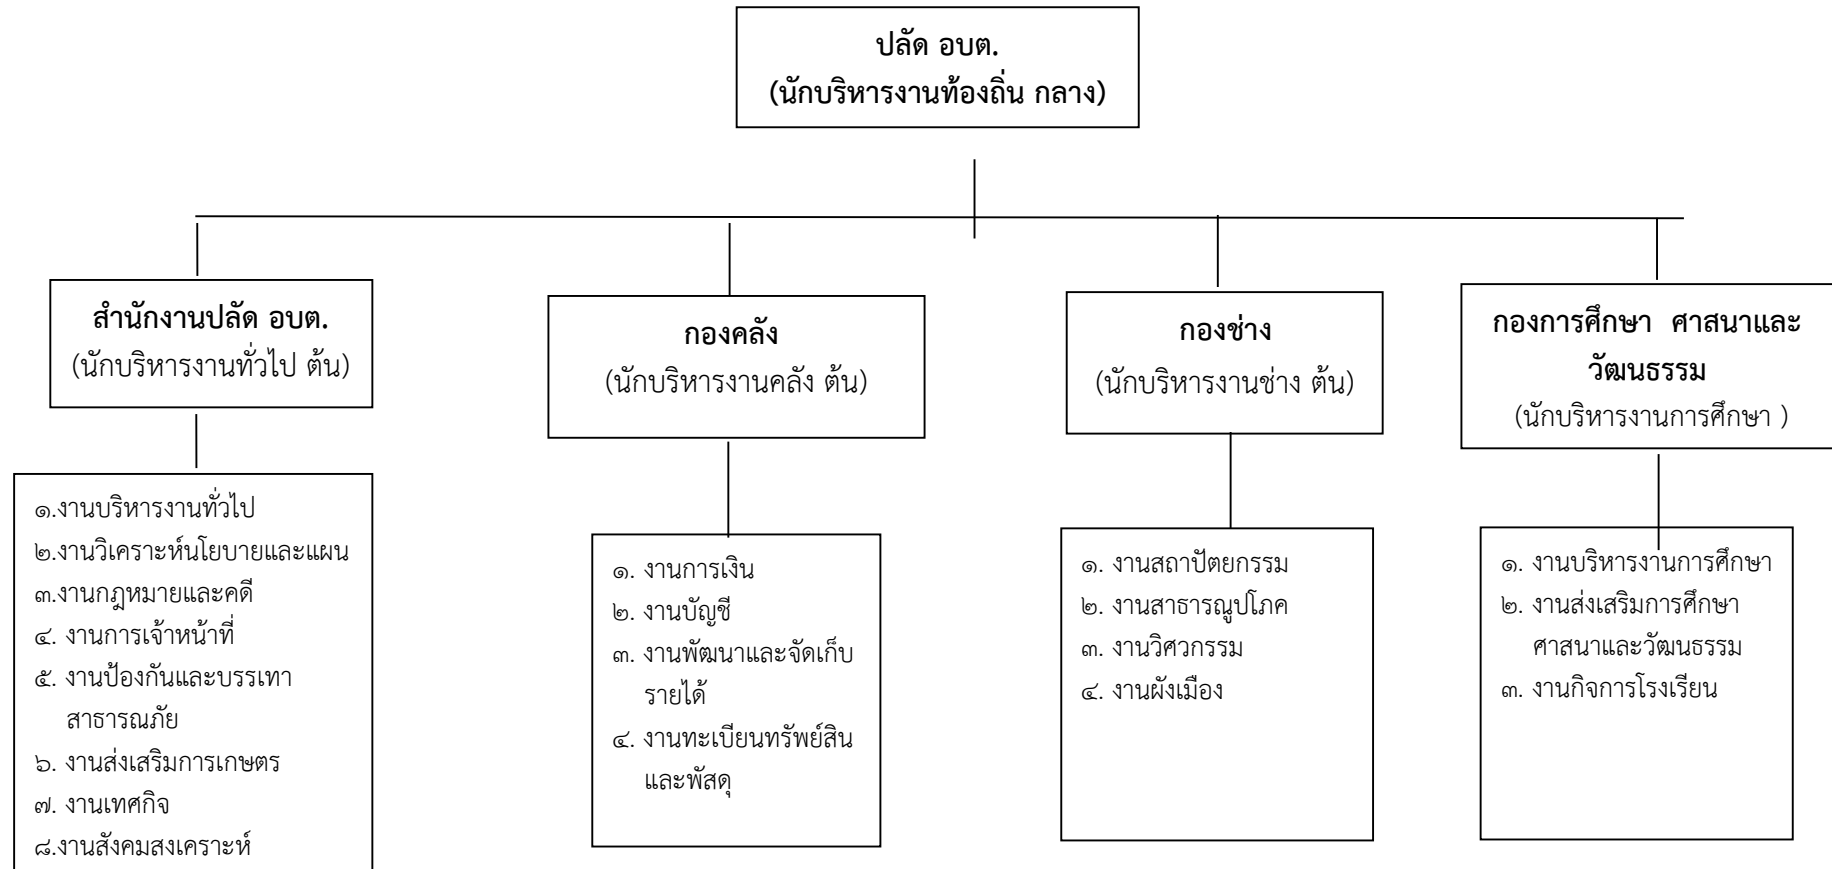 ปลัด อบต.
(นักบริหารงานท้องถิ่น กลาง)
สำนักงานปลัด อบต.
(นักบริหารงานทั่วไป ต้น)
กองคลัง
(นักบริหารงานคลัง ต้น)
กองช่าง
(นักบริหารงานช่าง ต้น)
กองการศึกษา ศาสนาและ
วัฒนธรรม
(นักบริหารงานการศึกษา )
๑.งานบริหารงานทั่วไป
๒.งานวิเคราะห์นโยบายและแผน
๓.งานกฎหมายและคดี
๔. งานการเจ้าหน้าที่
๕. งานป้องกันและบรรเทา
สาธารณภัย
๖. งานส่งเสริมการเกษตร
๗. งานเทศกิจ
๘.งานสังคมสงเคราะห์
๑. งานการเงิน
๒. งานบัญชี
๓. งานพัฒนาและจัดเก็บ
รายได้
๔. งานทะเบียนทรัพย์สิน
และพัสดุ
๑. งานสถาปัตยกรรม
๒. งานสาธารณูปโภค
๓. งานวิศวกรรม
๔. งานผังเมือง
๑. งานบริหารงานการศึกษา
๒. งานส่งเสริมการศึกษา
ศาสนาและวัฒนธรรม
๓. งานกิจการโรงเรียน